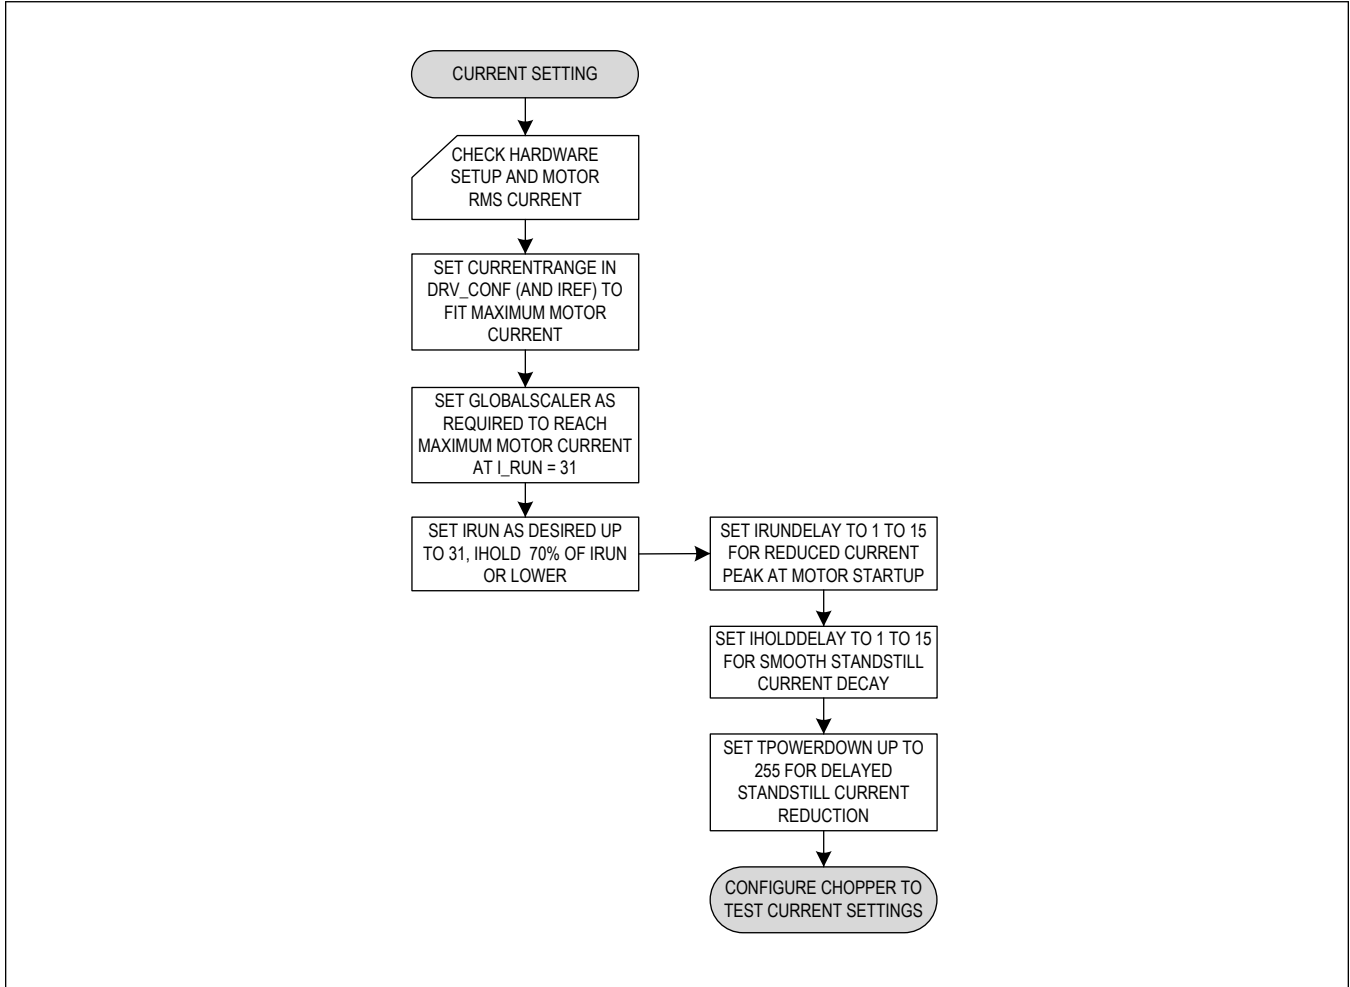 CURRENT SETTING
CHECK HARDWARE
SETUP AND MOTOR
RMS CURRENT
SET CURRENTRANGE IN
DRV_CONF (AND IREF) TO
FIT MAXIMUM MOTOR
CURRENT
SET GLOBALSCALER AS
REQUIRED TO REACH
MAXIMUM MOTOR CURRENT
AT I_RUN = 31
SET IRUN AS DESIRED UP
TO 31, IHOLD 70% OF IRUN
OR LOWER
SET IRUNDELAY TO 1 TO 15
FOR REDUCED CURRENT
PEAK AT MOTOR STARTUP
SET IHOLDDELAY TO 1 TO 15
FOR SMOOTH STANDSTILL
CURRENT DECAY
SET TPOWERDOWN UP TO
255 FOR DELAYED
STANDSTILL CURRENT
REDUCTION
CONFIGURE CHOPPER TO
TEST CURRENT SETTINGS